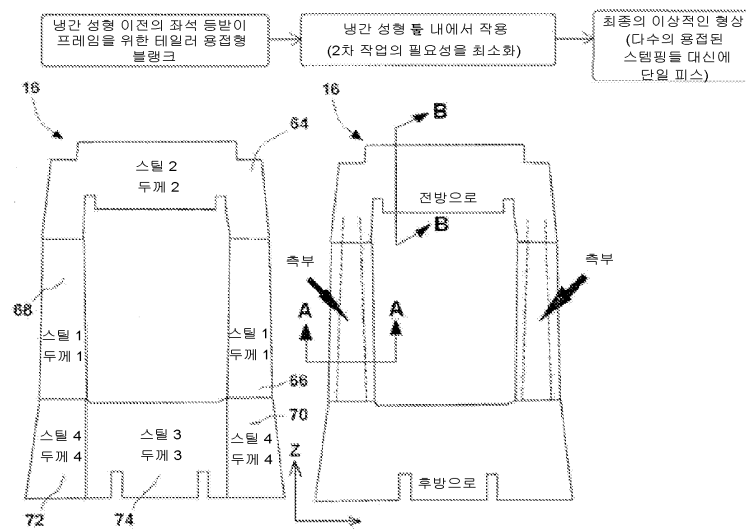 냉간 성형 이전의 좌석 등받이
프레임을 위한 테일러 용접형
블랭크
냉간 성형 툴 내에서 작용
(2차 작업의 필요성을 최소화)
최종의 이상적인 형상
(다수의 용접된
스템핑들 대신에
단일 피스)
16
64
스틸 2
두께 2
68
스틸 1
두께 1
스틸 1
두께 1
66
70
스틸 4
두께 4
스틸 3
두께 3
스틸 4
두께 4
72
74
Z
16
B
전방으로
B
측부
측부
A
A
후방으로